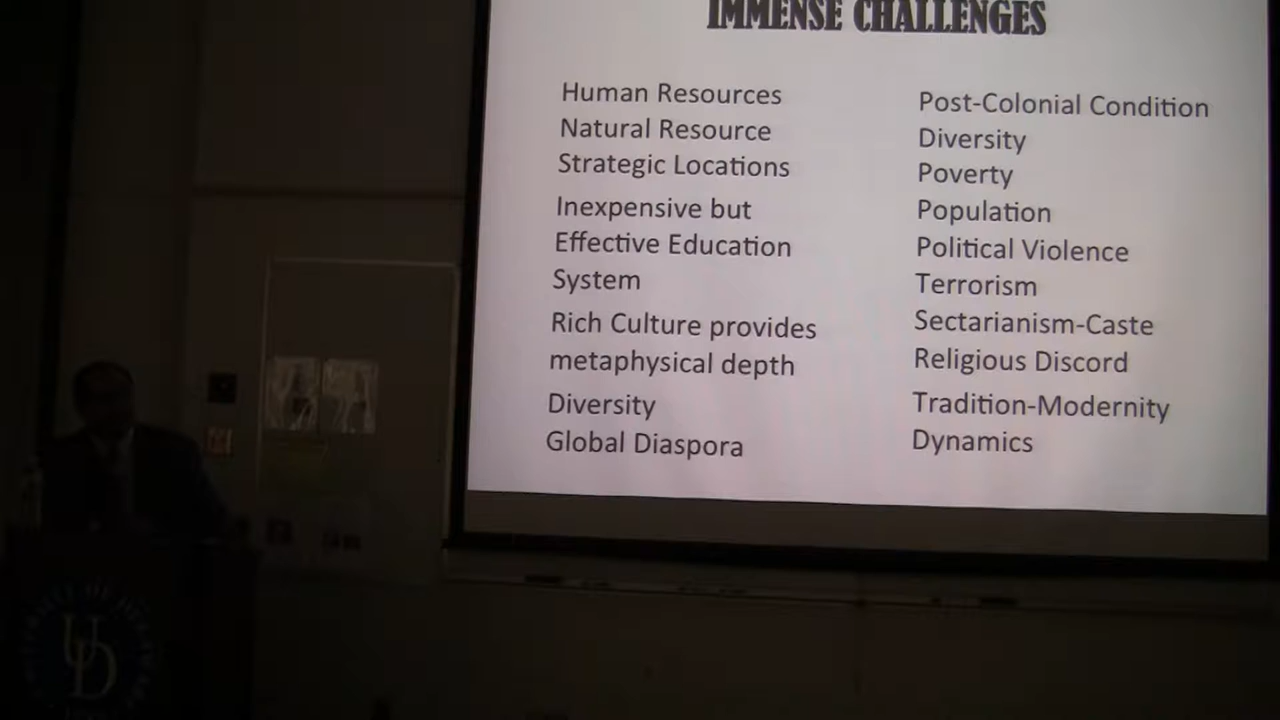 IMMENSE CHALLENGES
Human Resources
Natural Resource
Strategic Locations
Inexpensive but
Effective Education
System
Rich Culture provides
metaphysical depth
Diversity
Global Diaspora
Post-Colonial Condition
Diversity
Poverty
Population
Political Violence
Terrorism
Sectarianism-Caste
Religious Discord
Tradition-Modernity
Dynamics
UD